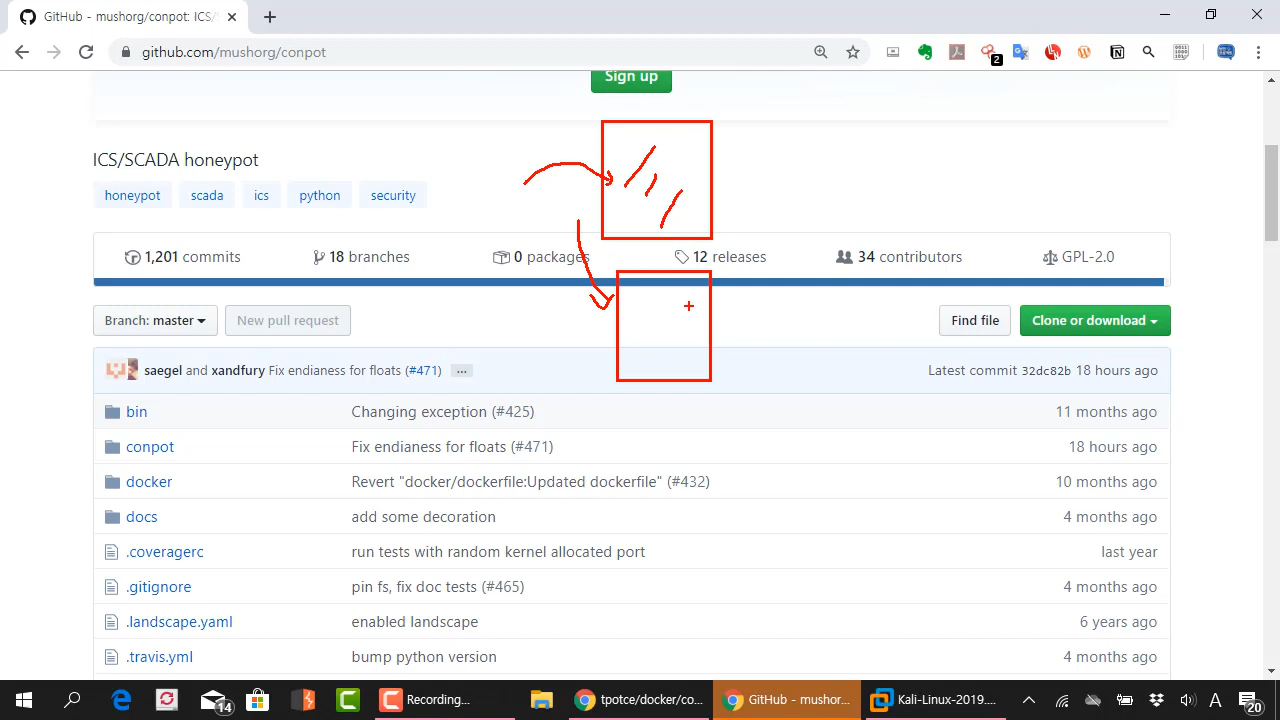 GitHub - mushorg/conpot: ICS/
github.com/mushorg/conpot
2
Sign up
ICS/SCADA honeypot
honeypot scada ics python security
1,201 commits 18 branches 0 packages 12 releases 34 contributors GPL-2.0
Branch: master New pull request Find file Clone or download
saegel and xandfury Fix endianess for floats (#471) ... Latest commit 32dc82b 18 hours ago
bin Changing exception (#425) 11 months ago
conpot Fix endianess for floats (#471) 18 hours ago
docker Revert "docker/dockerfile:Updated dockerfile" (#432) 10 months ago
docs add some decoration 4 months ago
.coveragerc run tests with random kernel allocated port last year
.gitignore pin fs, fix doc tests (#465) 4 months ago
.landscape.yaml enabled landscape 6 years ago
.travis.yml bump python version 4 months ago
14 Recording... tpotce/docker/co... GitHub - mushor... Kali-Linux-2019.... A 20